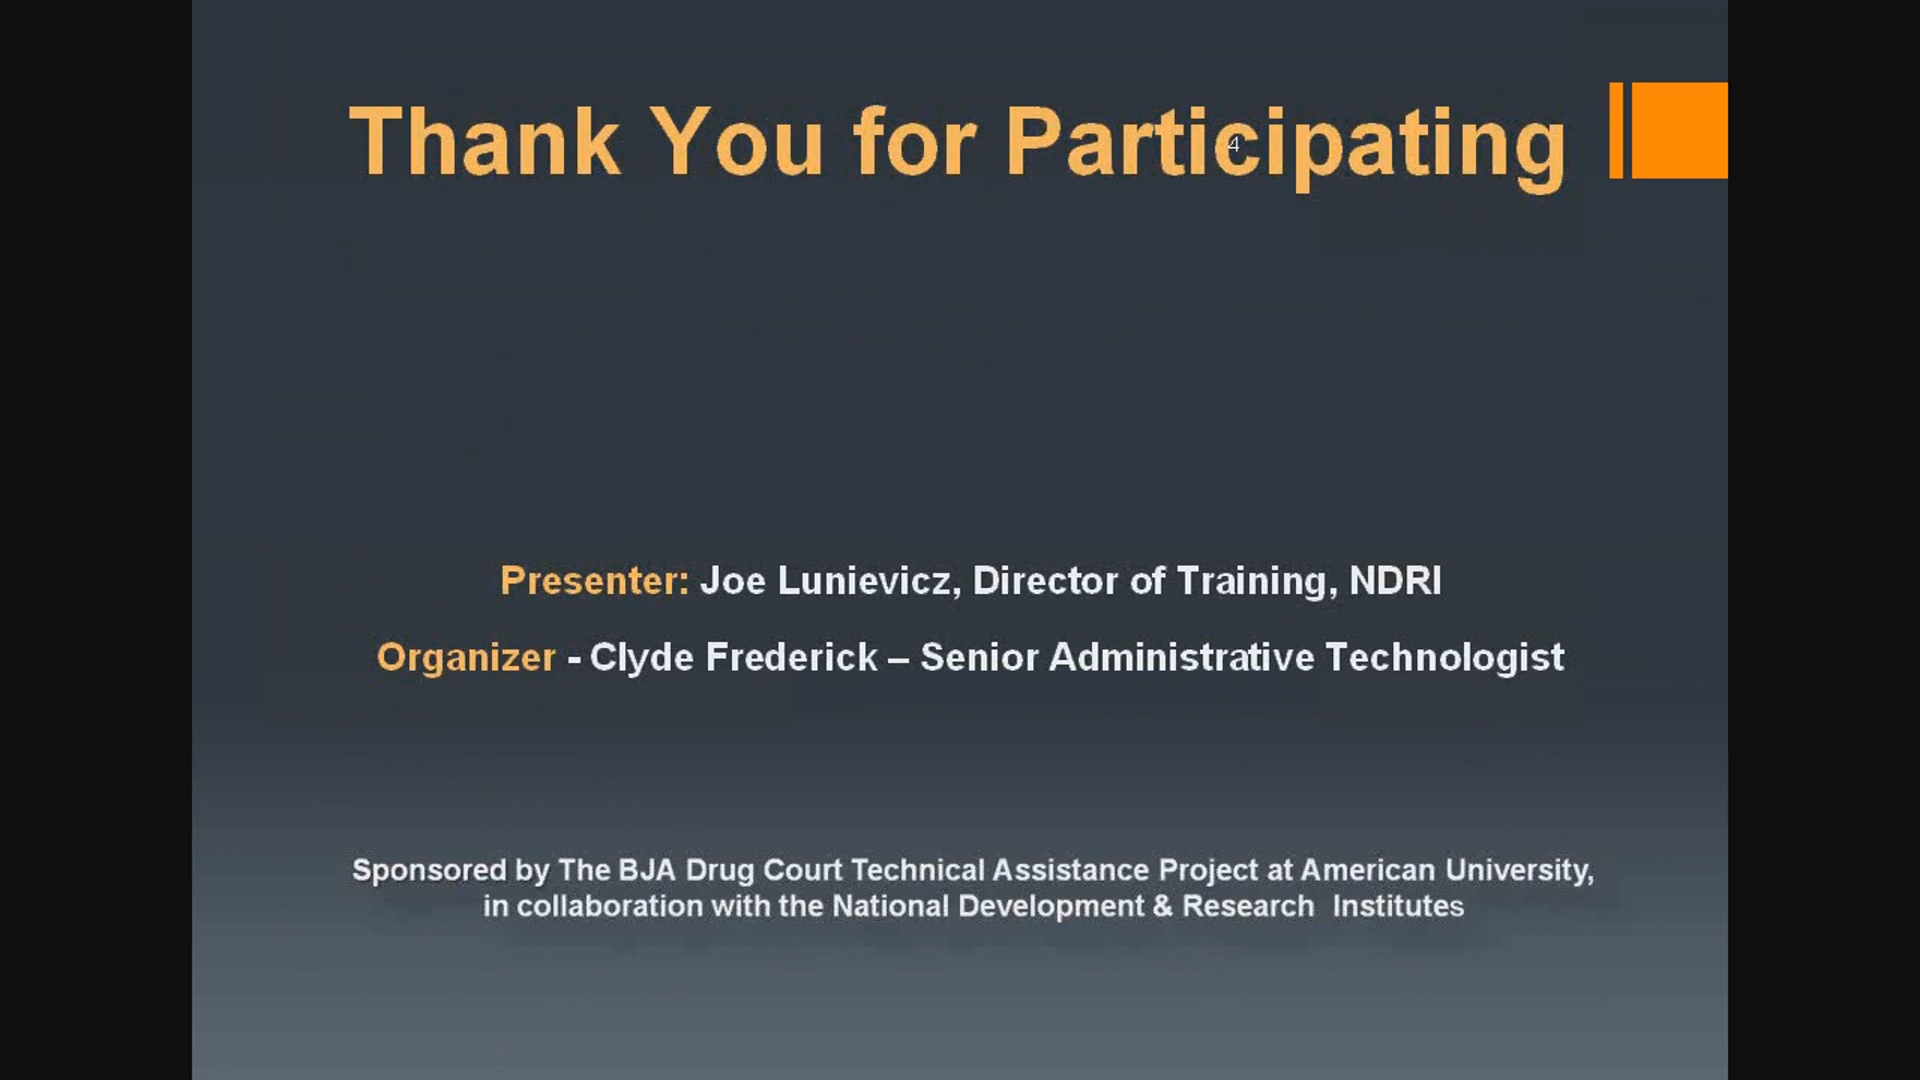 Thank You for Participating
4
Presenter: Joe Lunievicz, Director of Training, NDRI
Organizer - Clyde Frederick – Senior Administrative Technologist
Sponsored by The BJA Drug Court Technical Assistance Project at American University,
in collaboration with the National Development & Research Institutes